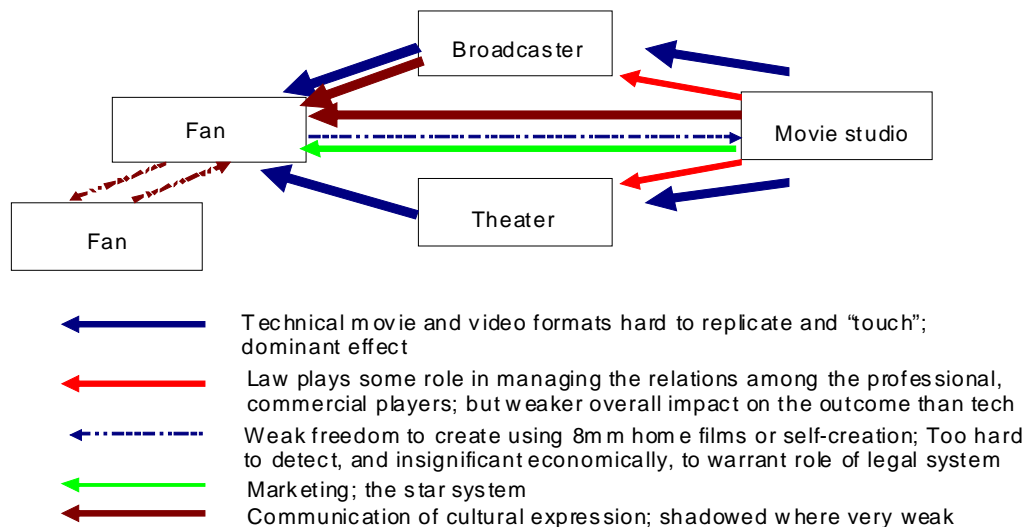 Broadcaster
Fan
Movie studio
Theater
Fan
Technical movie and video formats hard to replicate and “touch”;
dominant effect
Law plays some role in managing the relations among the professional,
commercial players; but weaker overall impact on the outcome than tech
Weak freedom to create using 8mm home films or self-creation; Too hard
to detect, and insignificant economically, to warrant role of legal system
Marketing; the star system
Communication of cultural expression; shadowed where very weak